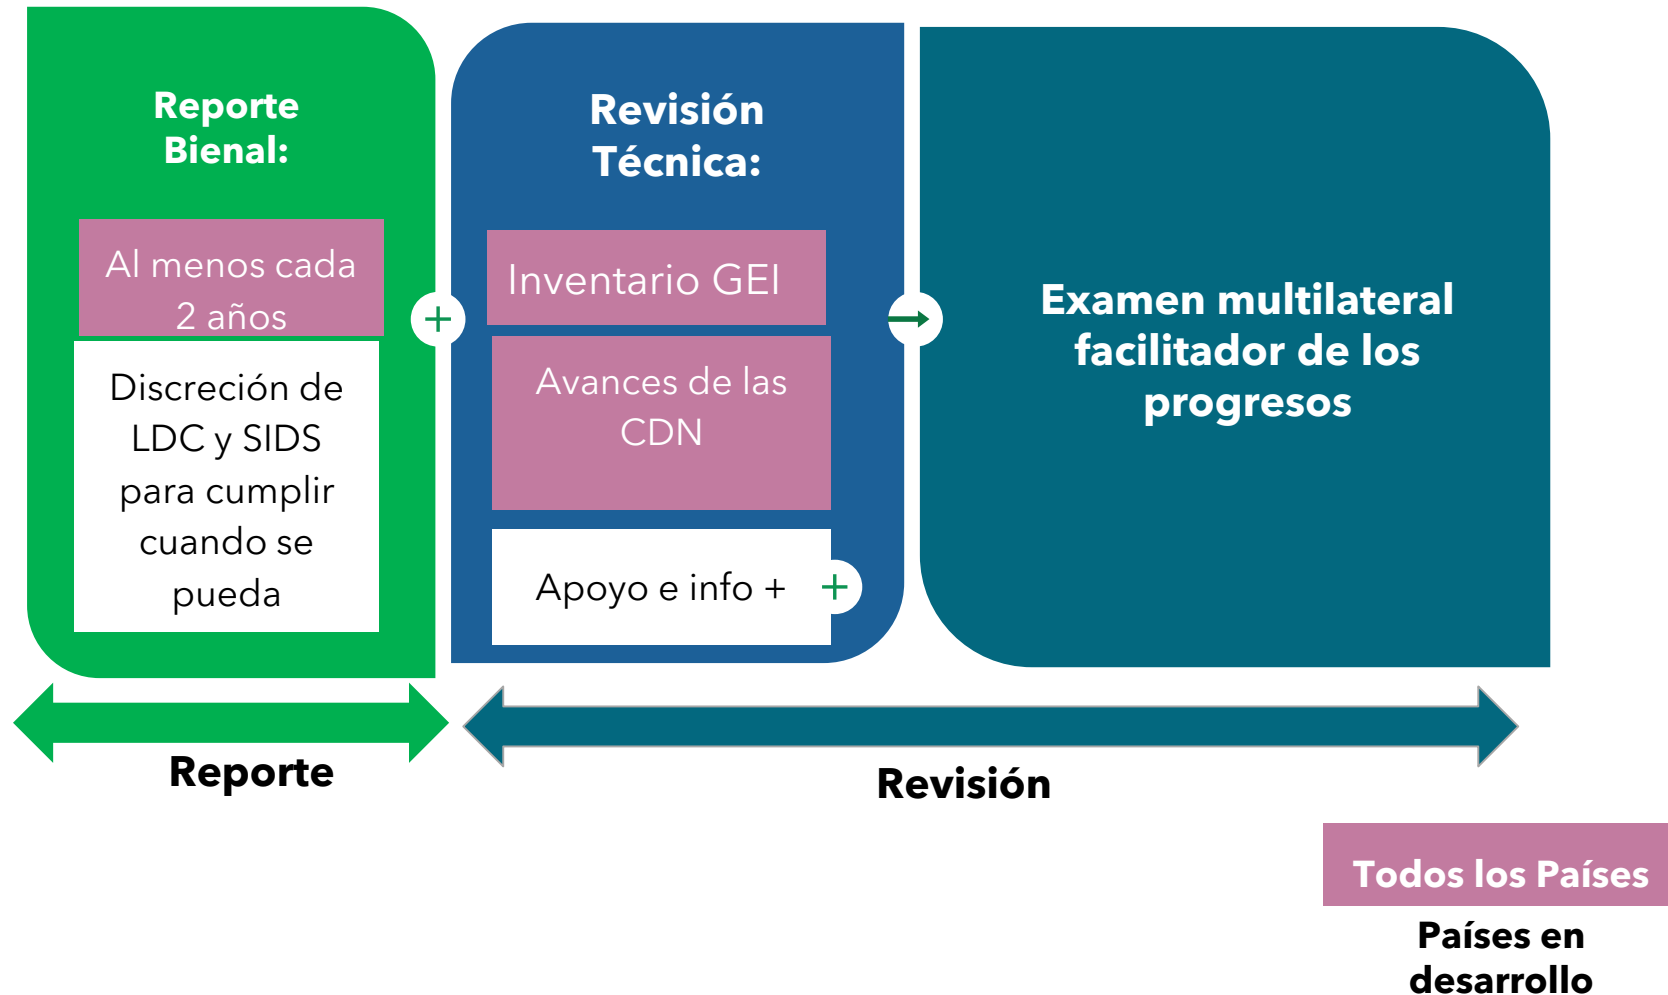 Reporte
Bienal:
Al menos cada
2 años
Discreción de
LDC y SIDS
para cumplir
cuando se
pueda
+
Revisión
Técnica:
Inventario GEI
Avances de las
CDN
Apoyo e info +
+
Examen multilateral
facilitador de los
progresos
Reporte
Revisión
Todos los Países
Países en
desarrollo